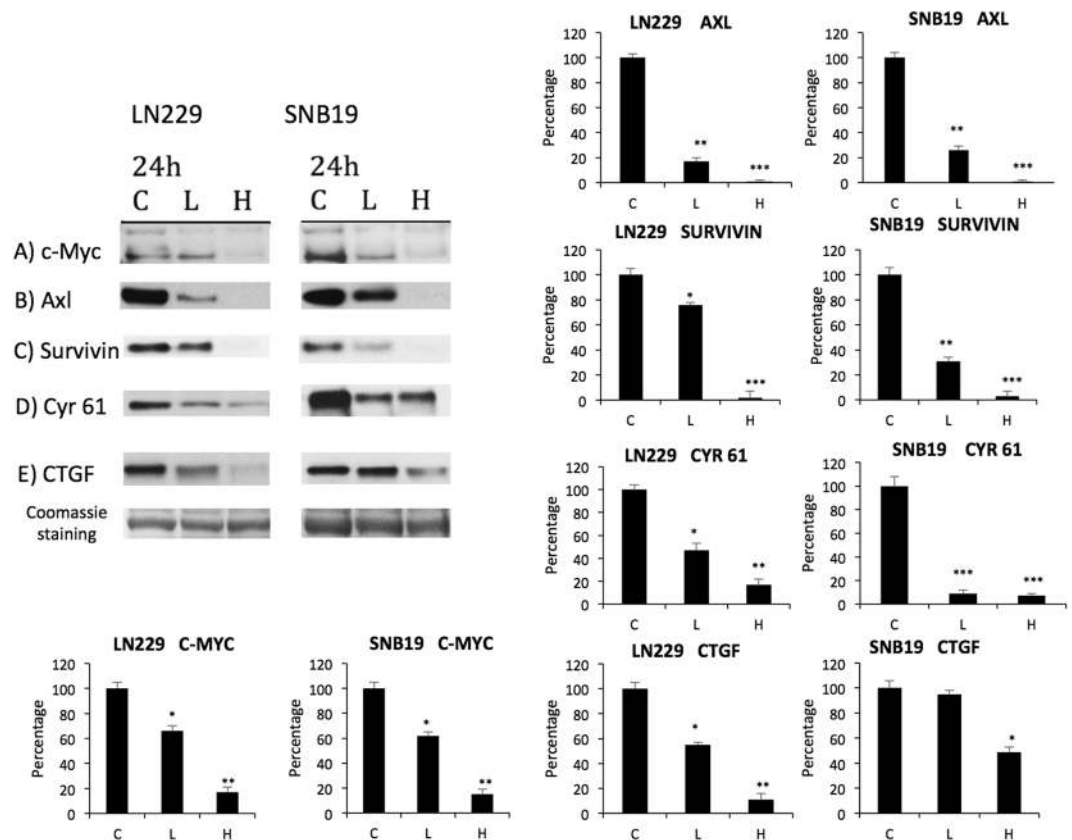 LN229 SNB19
24h 24h
C L H C L H
A) c-Myc
B) Axl
C) Survivin
D) Cyr 61
E) CTGF
Coomassie
staining
LN229 AXL
Percentage
120
100
80
60
40
20
0
**
***
C L H
SNB19 AXL
Percentage
120
100
80
60
40
20
0
**
***
C L H
LN229 SURVIVIN
Percentage
120
100
80
60
40
20
0
*
***
C L H
SNB19 SURVIVIN
Percentage
120
100
80
60
40
20
0
**
***
C L H
LN229 CYR 61
Percentage
120
100
80
60
40
20
0
*
**
C L H
SNB19 CYR 61
Percentage
120
100
80
60
40
20
0
***
***
C L H
LN229 C-MYC
Percentage
120
100
80
60
40
20
0
*
**
C L H
SNB19 C-MYC
Percentage
120
100
80
60
40
20
0
*
**
C L H
LN229 CTGF
Percentage
120
100
80
60
40
20
0
*
**
C L H
SNB19 CTGF
Percentage
120
100
80
60
40
20
0
*
C L H